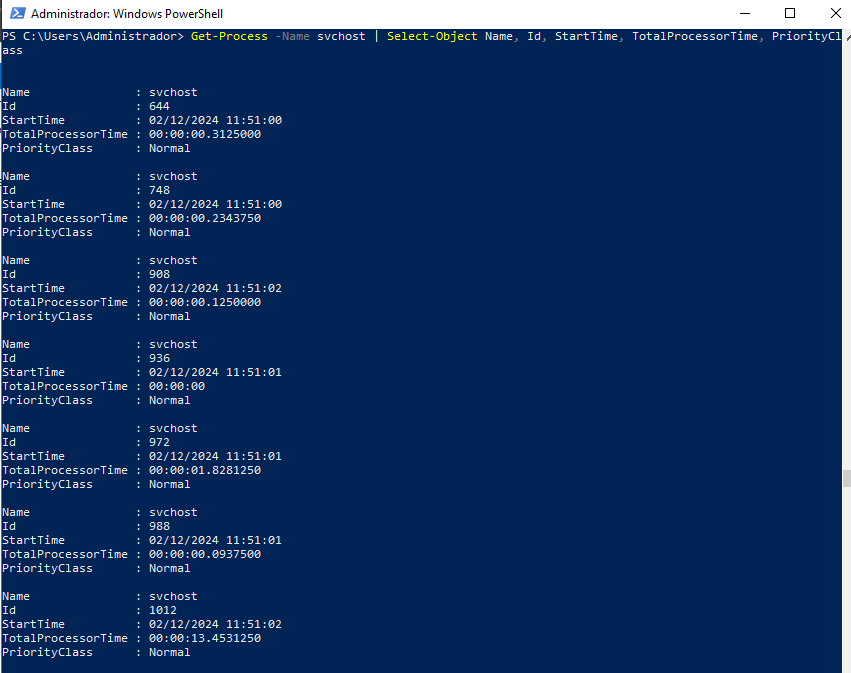 Administrador: Windows PowerShell
PS C:\Users\Administrador> Get-Process -Name svchost | Select-Object Name, Id, StartTime, TotalProcessorTime, PriorityCl
ass
Name : svchost
Id : 644
StartTime : 02/12/2024 11:51:00
TotalProcessorTime : 00:00:00.3125000
PriorityClass : Normal
Name : svchost
Id : 748
StartTime : 02/12/2024 11:51:00
TotalProcessorTime : 00:00:00.2343750
PriorityClass : Normal
Name : svchost
Id : 908
StartTime : 02/12/2024 11:51:02
TotalProcessorTime : 00:00:00.1250000
PriorityClass : Normal
Name : svchost
Id : 936
StartTime : 02/12/2024 11:51:01
TotalProcessorTime : 00:00:00
PriorityClass : Normal
Name : svchost
Id : 972
StartTime : 02/12/2024 11:51:01
TotalProcessorTime : 00:00:01.8281250
PriorityClass : Normal
Name : svchost
Id : 988
StartTime : 02/12/2024 11:51:01
TotalProcessorTime : 00:00:00.0937500
PriorityClass : Normal
Name : svchost
Id : 1012
StartTime : 02/12/2024 11:51:02
TotalProcessorTime : 00:00:13.4531250
PriorityClass : Normal